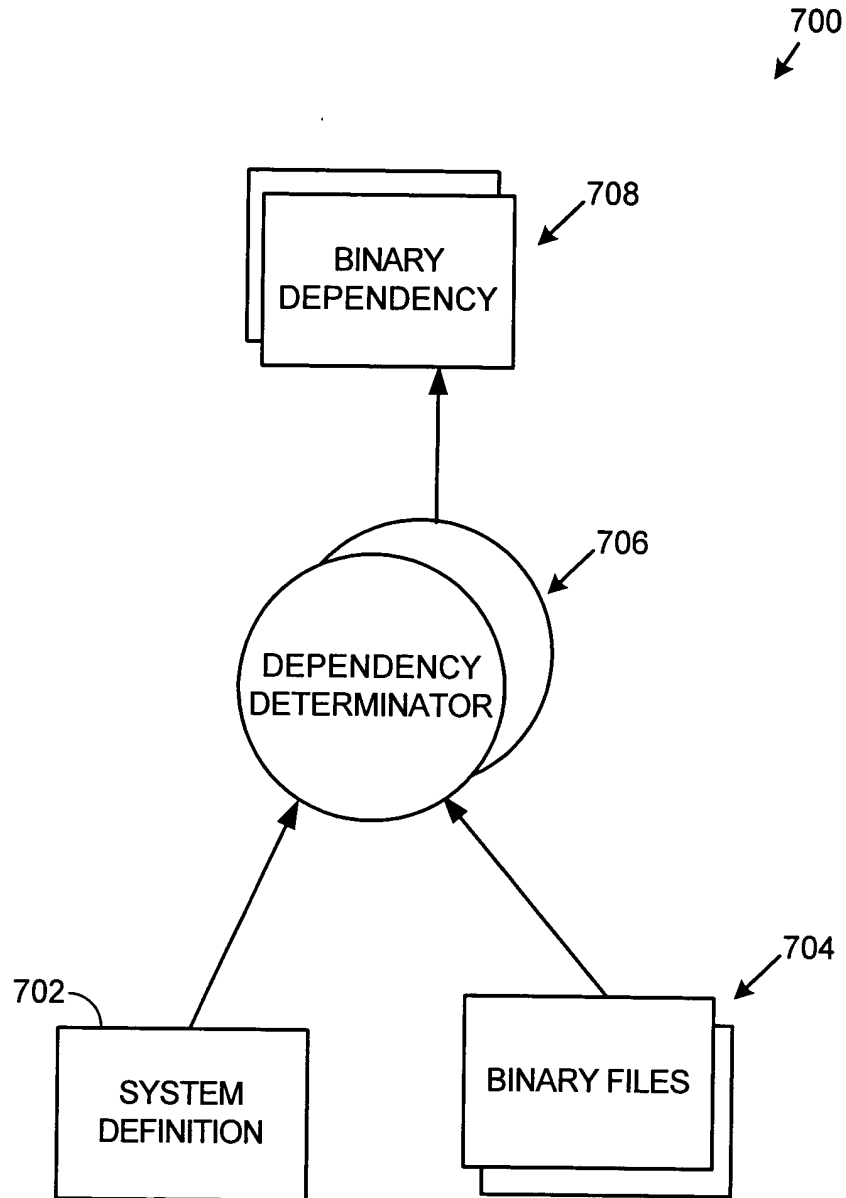 700
708
BINARY
DEPENDENCY
706
DEPENDENCY
DETERMINATOR
704
702
SYSTEM
DEFINITION
BINARY FILES